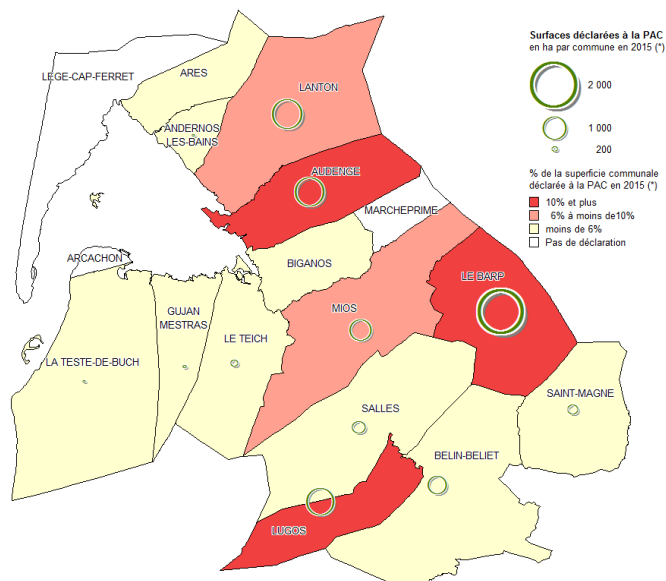 Surfaces déclarées à la PAC
en ha par commune en 2015 (*)
2 000
1 000
200
% de la superficie communale
déclarée à la PAC en 2015 (*)
10% et plus
6% à moins de10%
moins de 6%
Pas de déclaration
LEGE-CAP-FERRET
ARES
LANTON
ANDERNOS
LES-BAINS
AUDENGE
MARCHEPRIME
ARCACHON
BIGANOS
LE BARP
GUJAN
MESTRAS
MIOS
LE TEICH
LA TESTE-DE-BUCH
SAINT-MAGNE
SALLES
BELIN-BELIET
LUGOS